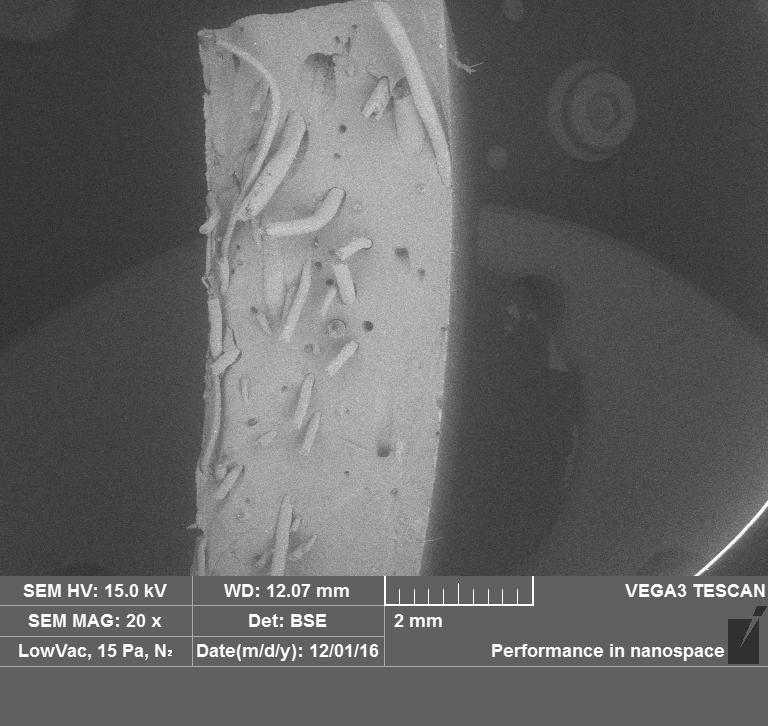 SEM HV: 15.0 kV WD: 12.07 mm VEGA3 TESCAN
SEM MAG: 20 x Det: BSE 2 mm
LowVac, 15 Pa, N₂ Date(m/d/y): 12/01/16 Performance in nanospace